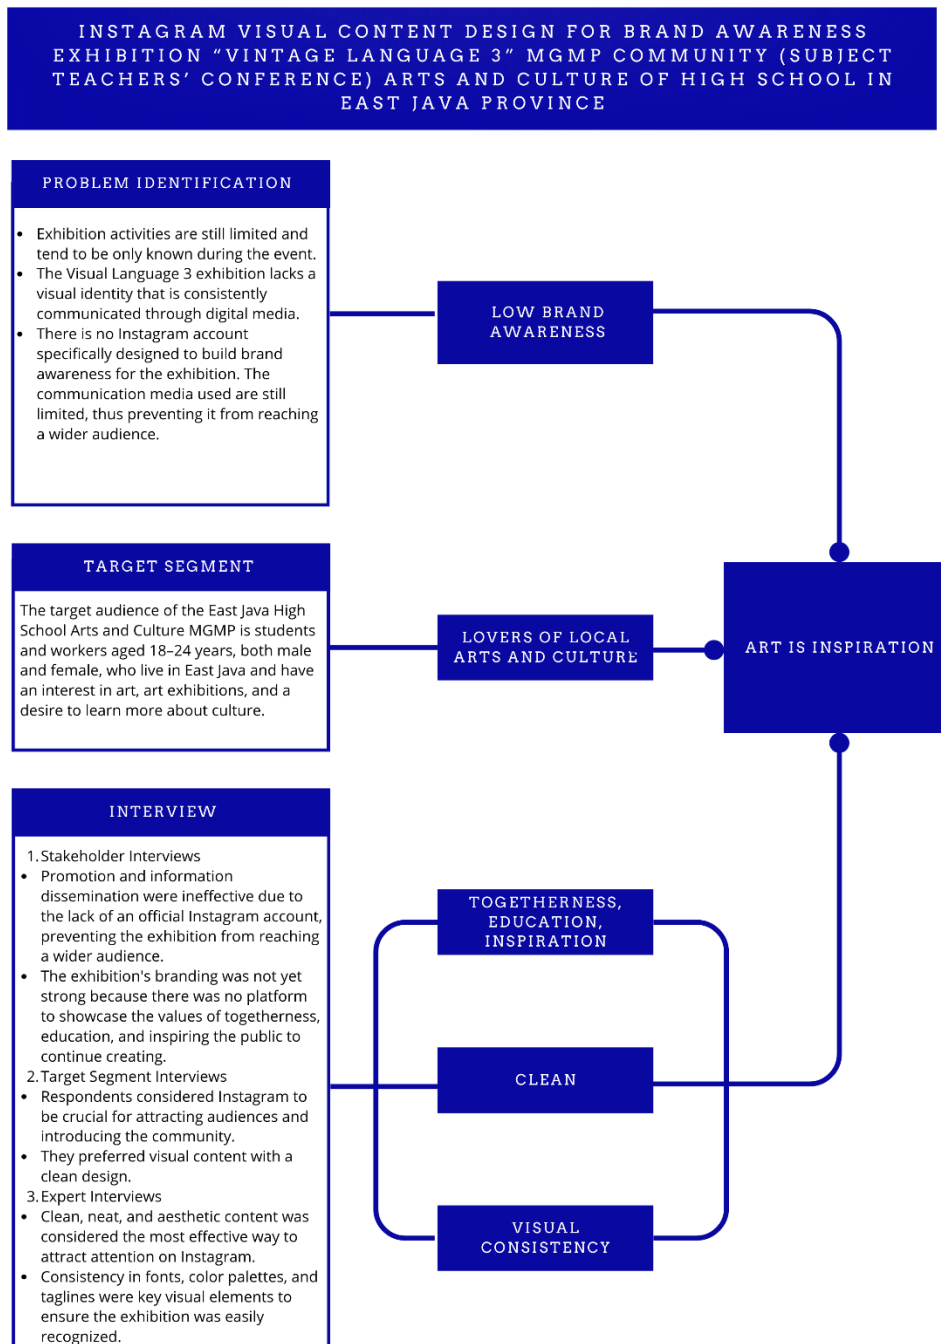 INSTAGRAM VISUAL CONTENT DESIGN FOR BRAND AWARENESS
EXHIBITION “VINTAGE LANGUAGE 3” MGMP COMMUNITY (SUBJECT
TEACHERS’ CONFERENCE) ARTS AND CULTURE OF HIGH SCHOOL IN
EAST JAVA PROVINCE
PROBLEM IDENTIFICATION
• Exhibition activities are still limited and
tend to be only known during the event.
• The Visual Language 3 exhibition lacks a
visual identity that is consistently
communicated through digital media.
• There is no Instagram account
specifically designed to build brand
awareness for the exhibition. The
communication media used are still
limited, thus preventing it from reaching
a wider audience.
LOW BRAND
AWARENESS
TARGET SEGMENT
The target audience of the East Java High
School Arts and Culture MGMP is students
and workers aged 18–24 years, both male
and female, who live in East Java and have
an interest in art, art exhibitions, and a
desire to learn more about culture.
LOVERS OF LOCAL
ARTS AND CULTURE
ART IS INSPIRATION
INTERVIEW
1. Stakeholder Interviews
• Promotion and information
dissemination were ineffective due to
the lack of an official Instagram account,
preventing the exhibition from reaching
a wider audience.
• The exhibition's branding was not yet
strong because there was no platform
to showcase the values of togetherness,
education, and inspiring the public to
continue creating.
2. Target Segment Interviews
• Respondents considered Instagram to
be crucial for attracting audiences and
introducing the community.
• They preferred visual content with a
clean design.
3. Expert Interviews
• Clean, neat, and aesthetic content was
considered the most effective way to
attract attention on Instagram.
• Consistency in fonts, color palettes, and
taglines were key visual elements to
ensure the exhibition was easily
recognized.
TOGETHERNESS,
EDUCATION,
INSPIRATION
CLEAN
VISUAL
CONSISTENCY